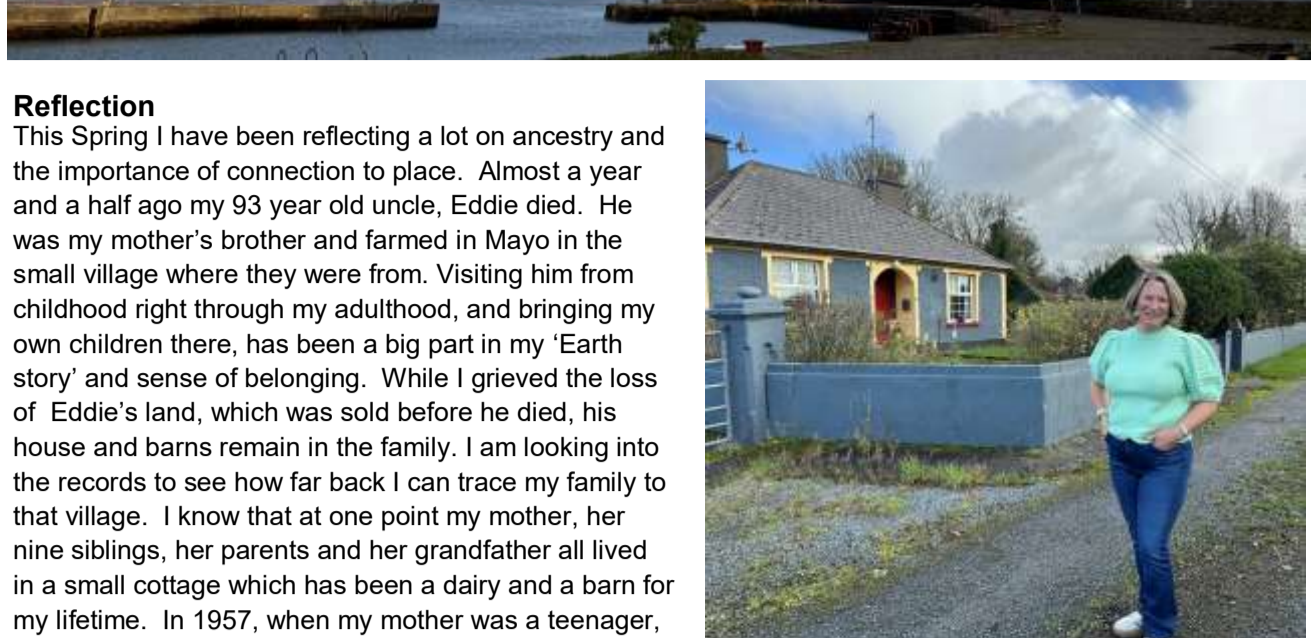 Reflection
This Spring I have been reflecting a lot on ancestry and
the importance of connection to place.  Almost a year
and a half ago my 93 year old uncle, Eddie died.  He
was my mother’s brother and farmed in Mayo in the
small village where they were from. Visiting him from
childhood right through my adulthood, and bringing my
own children there, has been a big part in my ‘Earth
story’ and sense of belonging.  While I grieved the loss
of  Eddie’s land, which was sold before he died, his
house and barns remain in the family. I am looking into
the records to see how far back I can trace my family to
that village.  I know that at one point my mother, her
nine siblings, her parents and her grandfather all lived
in a small cottage which has been a dairy and a barn for
my lifetime.  In 1957, when my mother was a teenager,